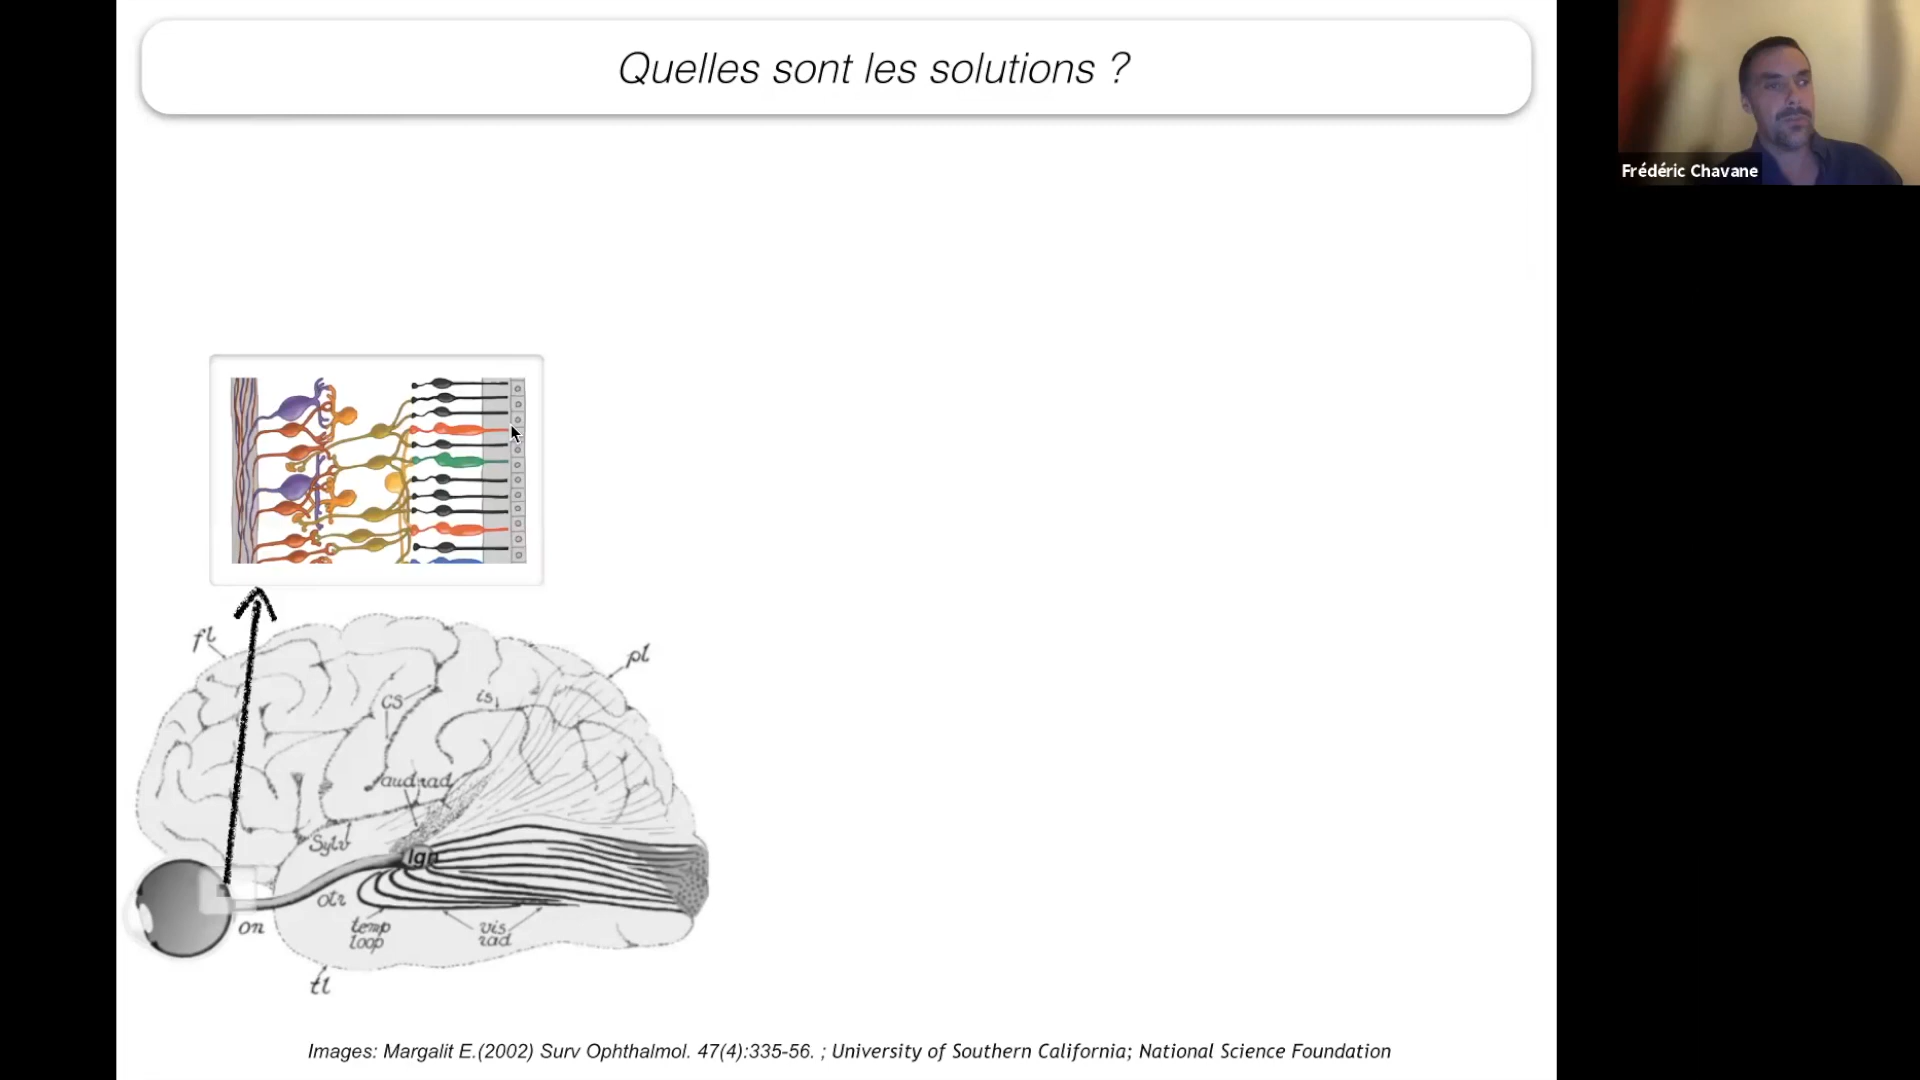 Quelles sont les solutions ?
Frédéric Chavane
fl
pl
cs
is
aud rad
Sylv
lgn
otr
on
temp
loop
vis
rad
tl
Images: Margalit E.(2002) Surv Ophthalmol. 47(4):335-56. ; University of Southern California; National Science Foundation